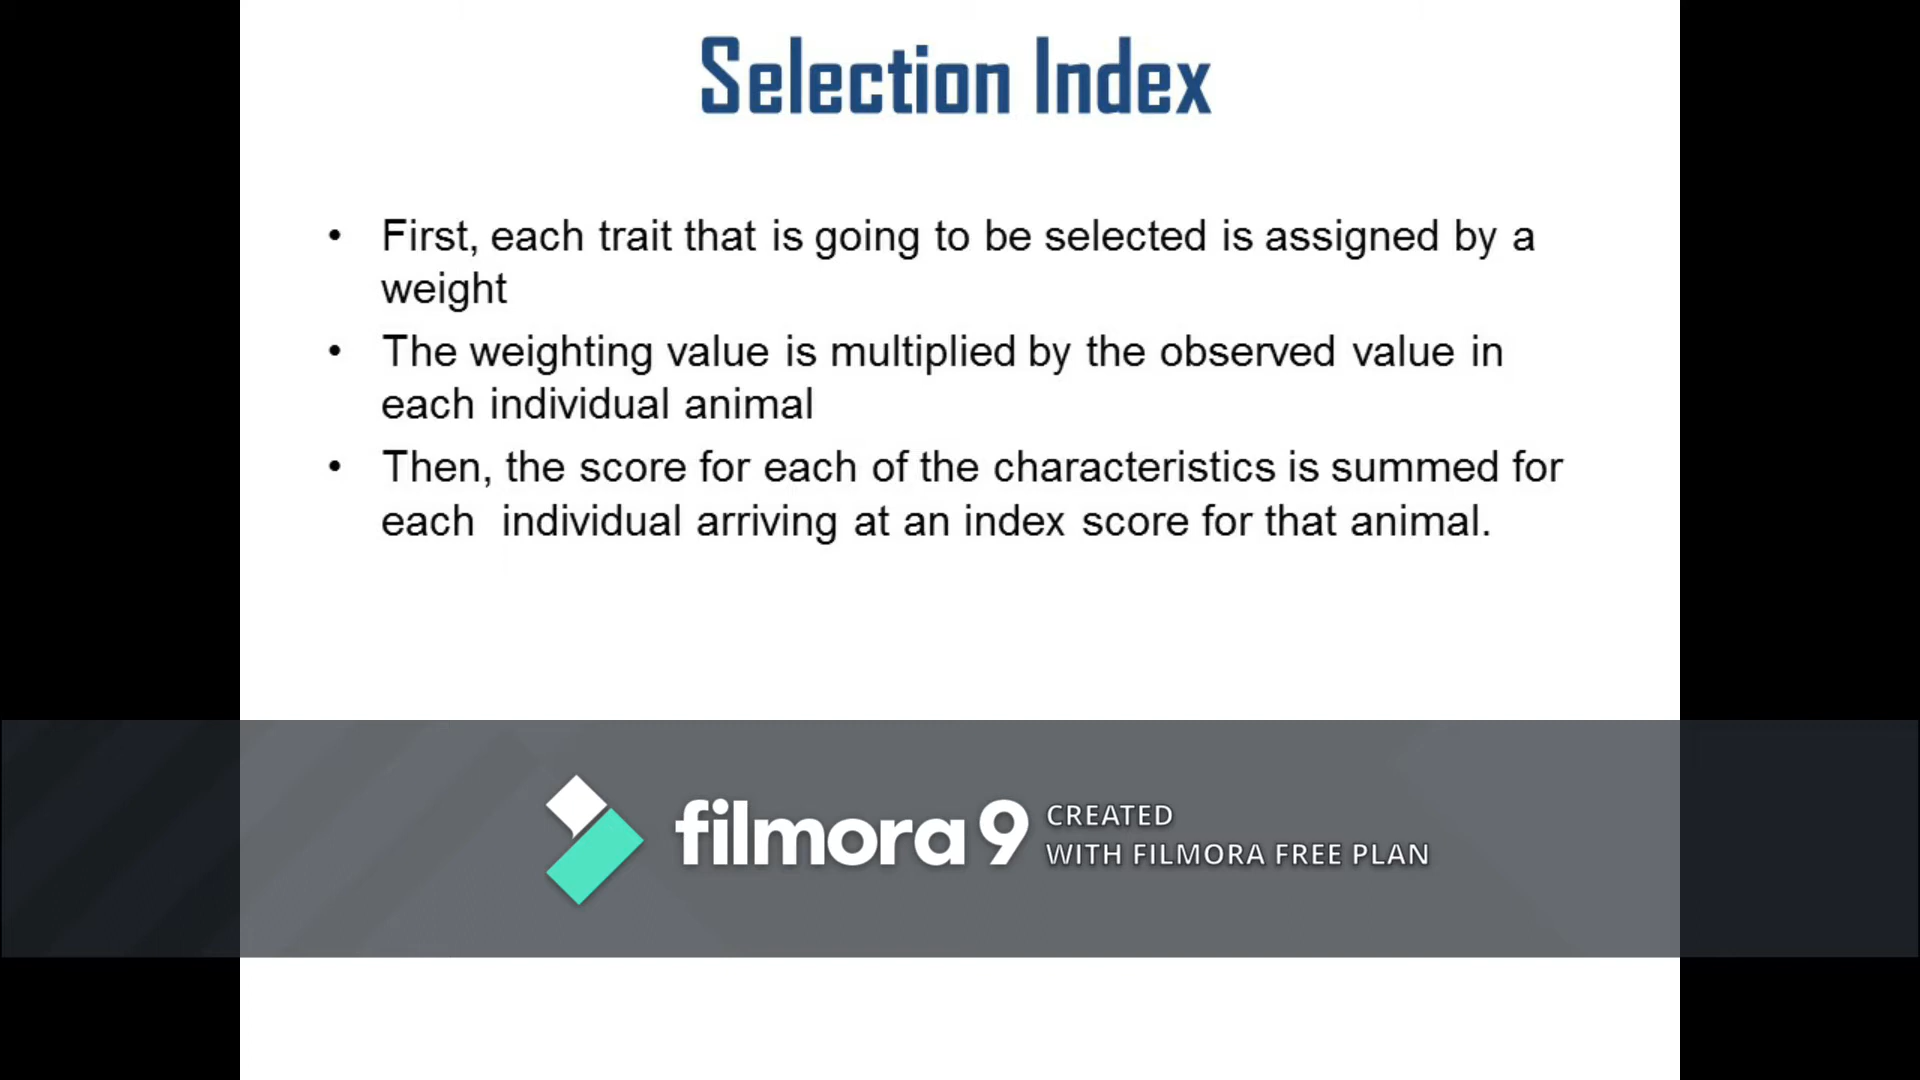 Selection Index
• First, each trait that is going to be selected is assigned by a
weight
• The weighting value is multiplied by the observed value in
each individual animal
• Then, the score for each of the characteristics is summed for
each individual arriving at an index score for that animal.
filmora9
CREATED
WITH FILMORA FREE PLAN